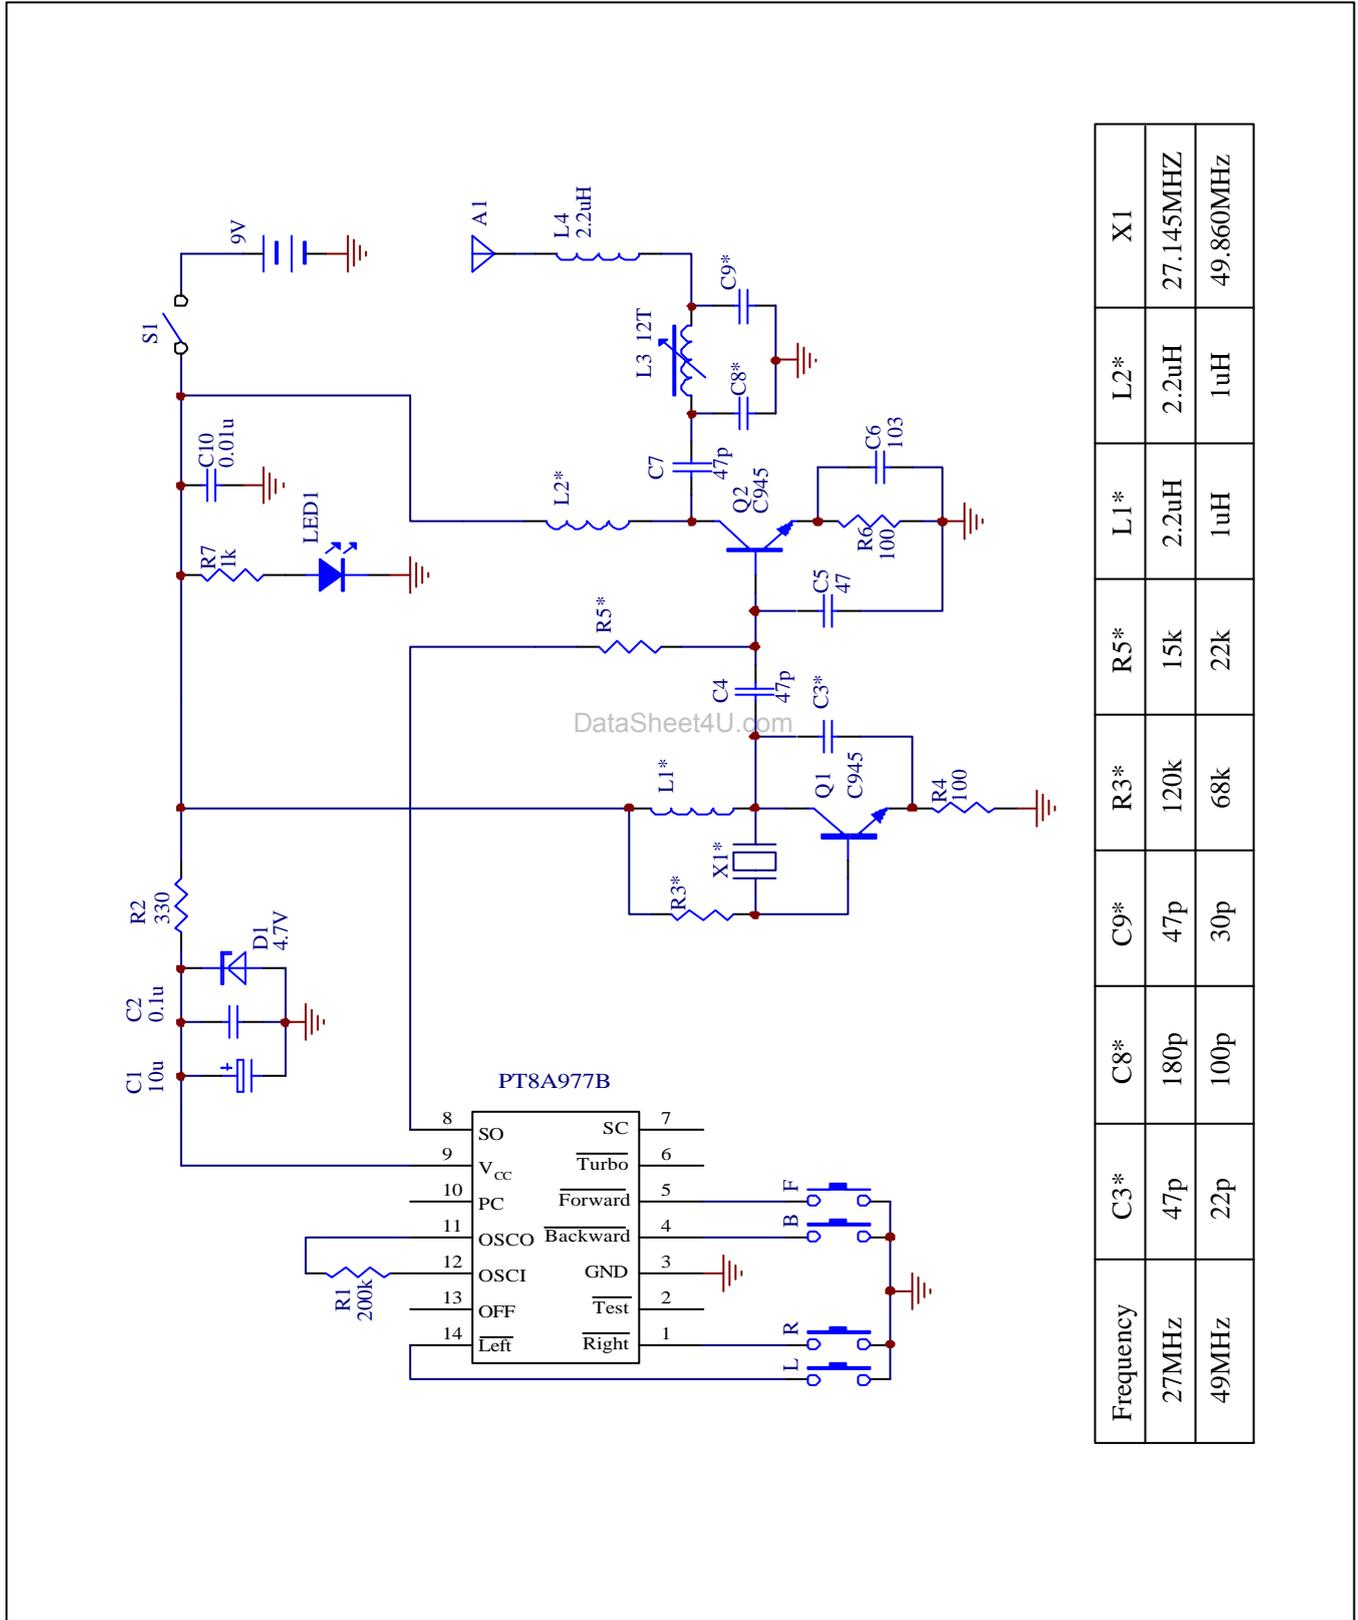 9V
S1
C10
0.01u
R7
1k
LED1
R2
330
D1
4.7V
C2
0.1u
C1
10u
A1
L4
2.2uH
L3 12T
C9*
C8*
C7
47p
L2*
Q2
C945
C6
103
R6
100
C5
47
R5*
C4
47p
C3*
DataSheet4U.com
L1*
Q1
C945
R4
100
X1*
R3*
PT8A977B
8 SO SC 7
9 VCC Turbo 6
10 PC Forward 5
11 OSCO Backward 4
12 OSCI GND 3
13 OFF Test 2
14 Left Right 1
R1
200k
F
B
R
L
Frequency C3* C8* C9* R3* R5* L1* L2* X1
27MHz 47p 180p 47p 120k 15k 2.2uH 2.2uH 27.145MHZ
49MHz 22p 100p 30p 68k 22k 1uH 1uH 49.860MHz